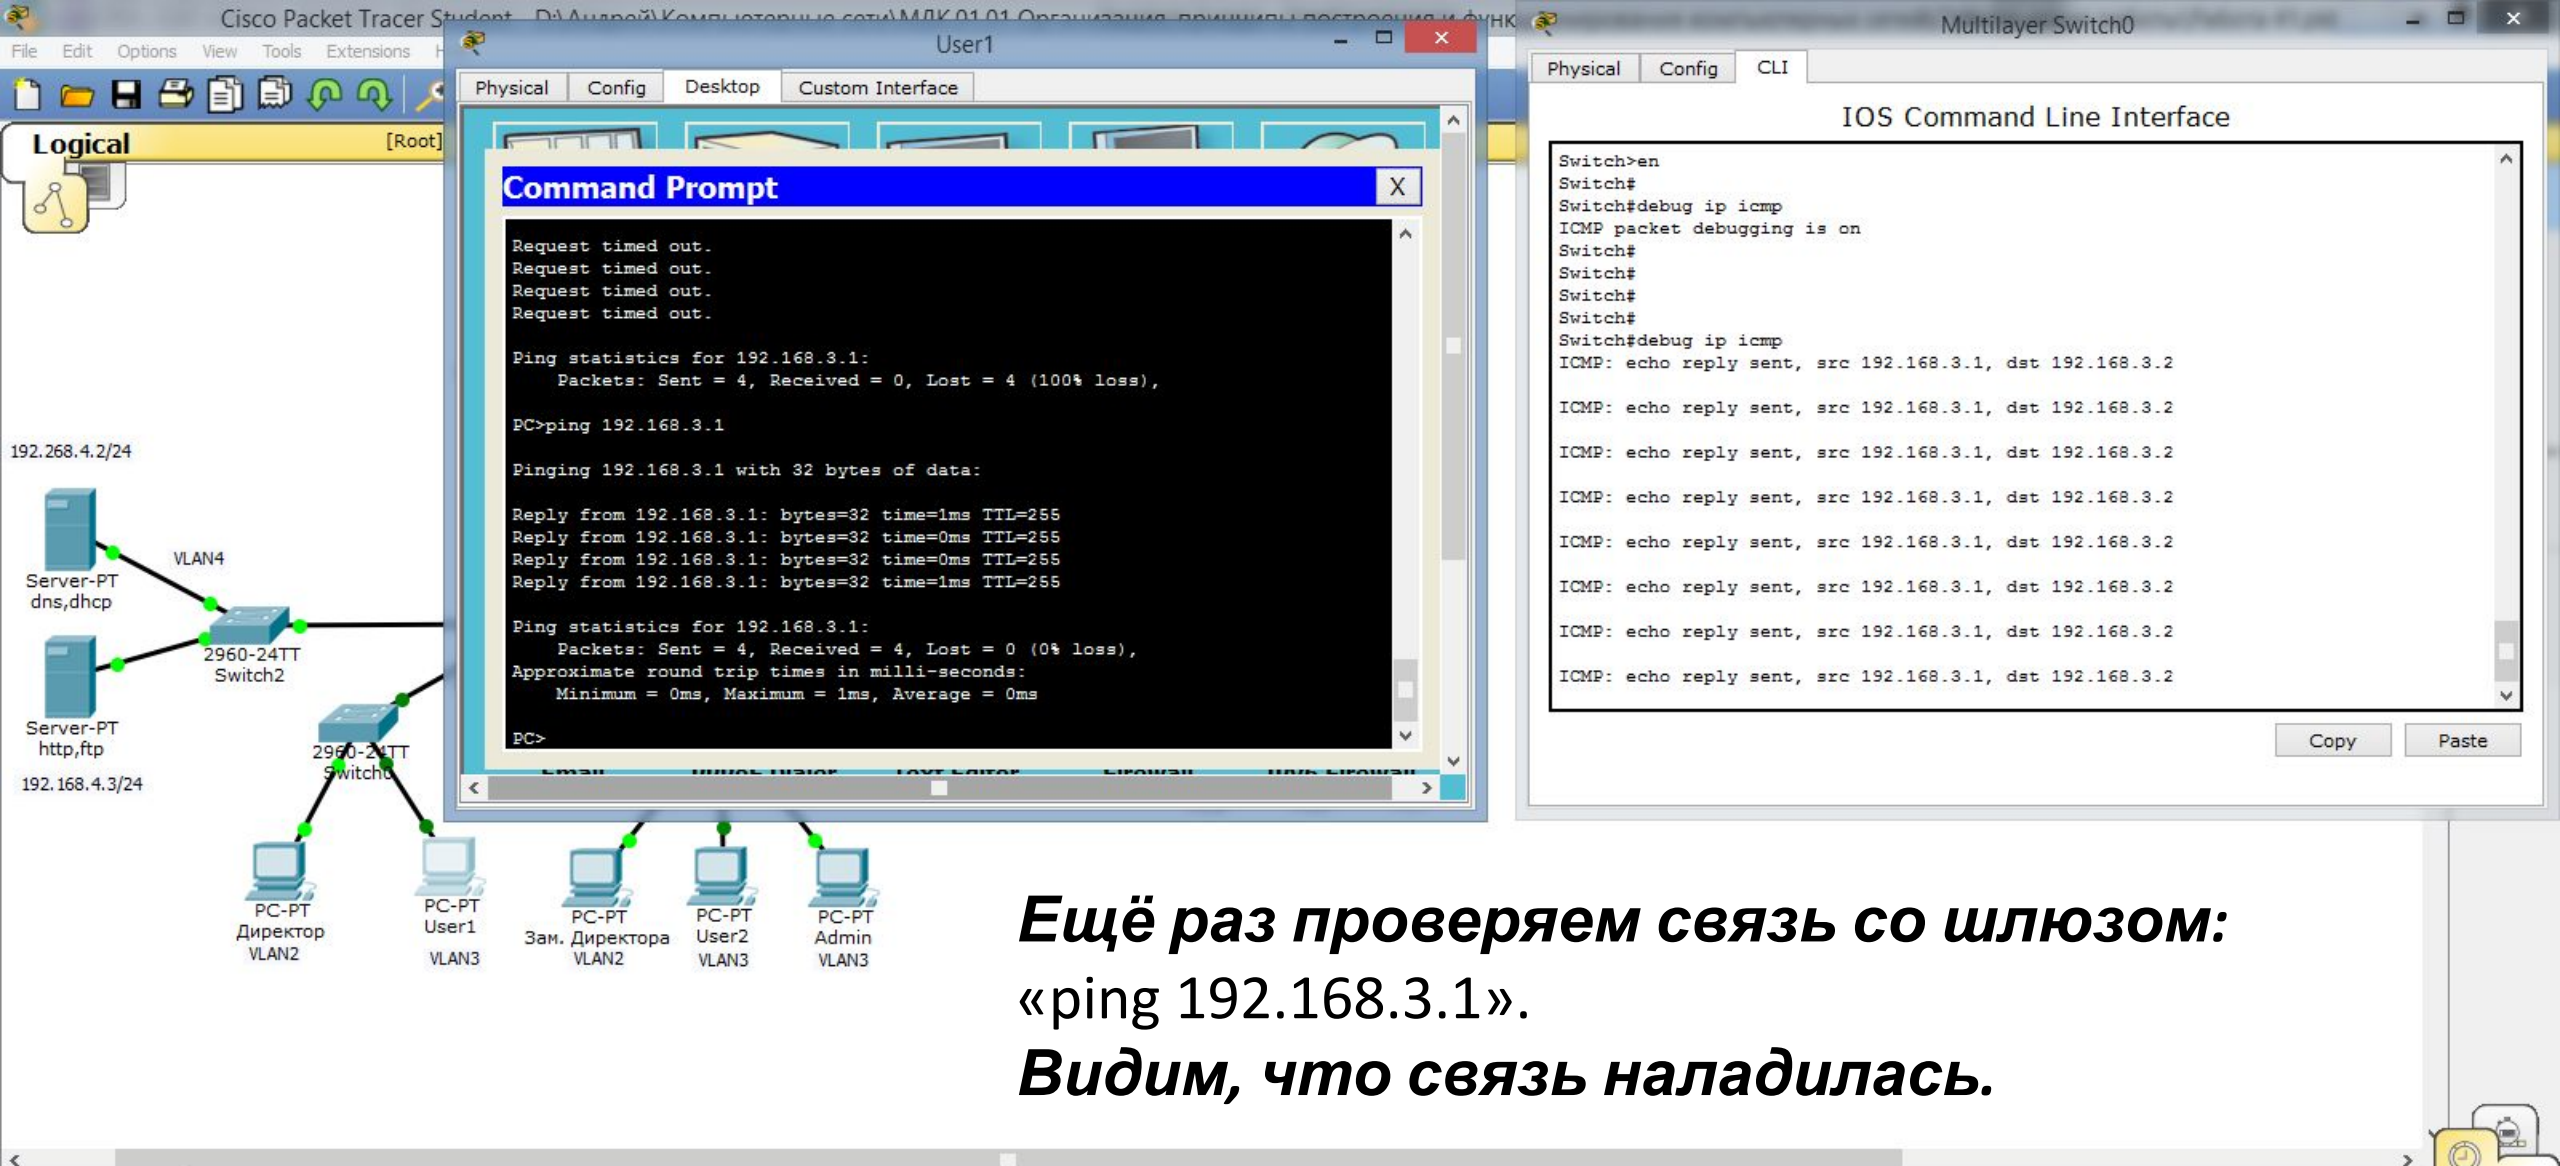 Cisco Packet Tracer Student - D:\Андрей\Компьютерные сети\МДК 01.01 Организация, принципы построения и функ
File Edit Options View Tools Extensions
Logical
[Root]
192.268.4.2/24
VLAN4
Server-PT
dns,dhcp
2960-24TT
Switch2
Server-PT
http,ftp
192.168.4.3/24
2960-24TT
Switch0
PC-PT
Директор
VLAN2
PC-PT
User1
VLAN3
PC-PT
Зам. Директора
VLAN2
PC-PT
User2
VLAN3
PC-PT
Admin
VLAN3
User1
Physical Config Desktop Custom Interface
Command Prompt
X
Request timed out.
Request timed out.
Request timed out.
Request timed out.
Ping statistics for 192.168.3.1:
Packets: Sent = 4, Received = 0, Lost = 4 (100% loss),
PC>ping 192.168.3.1
Pinging 192.168.3.1 with 32 bytes of data:
Reply from 192.168.3.1: bytes=32 time=1ms TTL=255
Reply from 192.168.3.1: bytes=32 time=0ms TTL=255
Reply from 192.168.3.1: bytes=32 time=0ms TTL=255
Reply from 192.168.3.1: bytes=32 time=1ms TTL=255
Ping statistics for 192.168.3.1:
Packets: Sent = 4, Received = 4, Lost = 0 (0% loss),
Approximate round trip times in milli-seconds:
Minimum = 0ms, Maximum = 1ms, Average = 0ms
PC>
Email PPPoE Dialer Text Editor Firewall IPv6 Firewall
Multilayer Switch0
Physical Config CLI
IOS Command Line Interface
Switch>en
Switch#
Switch#debug ip icmp
ICMP packet debugging is on
Switch#
Switch#
Switch#
Switch#
Switch#debug ip icmp
ICMP: echo reply sent, src 192.168.3.1, dst 192.168.3.2
ICMP: echo reply sent, src 192.168.3.1, dst 192.168.3.2
ICMP: echo reply sent, src 192.168.3.1, dst 192.168.3.2
ICMP: echo reply sent, src 192.168.3.1, dst 192.168.3.2
ICMP: echo reply sent, src 192.168.3.1, dst 192.168.3.2
ICMP: echo reply sent, src 192.168.3.1, dst 192.168.3.2
ICMP: echo reply sent, src 192.168.3.1, dst 192.168.3.2
ICMP: echo reply sent, src 192.168.3.1, dst 192.168.3.2
Copy Paste
Ещё раз проверяем связь со шлюзом:
«ping 192.168.3.1».
Видим, что связь наладилась.